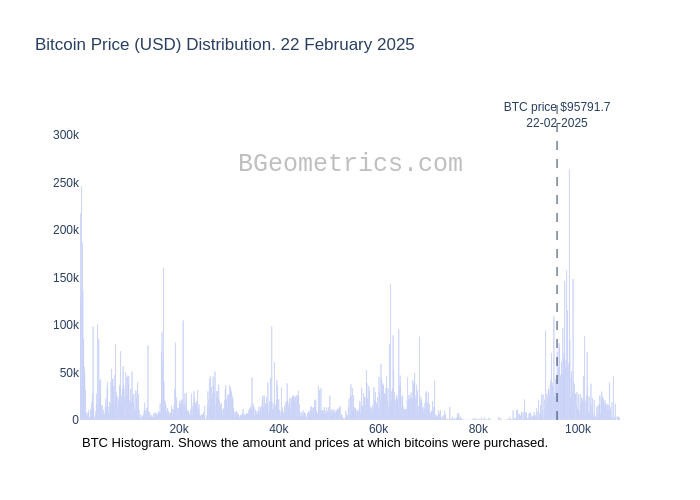 Bitcoin Price (USD) Distribution. 22 February 2025
BTC price $95791.7
22-02-2025
BGeometrics.com
300k
250k
200k
150k
100k
50k
0
20k
40k
60k
80k
100k
BTC Histogram. Shows the amount and prices at which bitcoins were purchased.